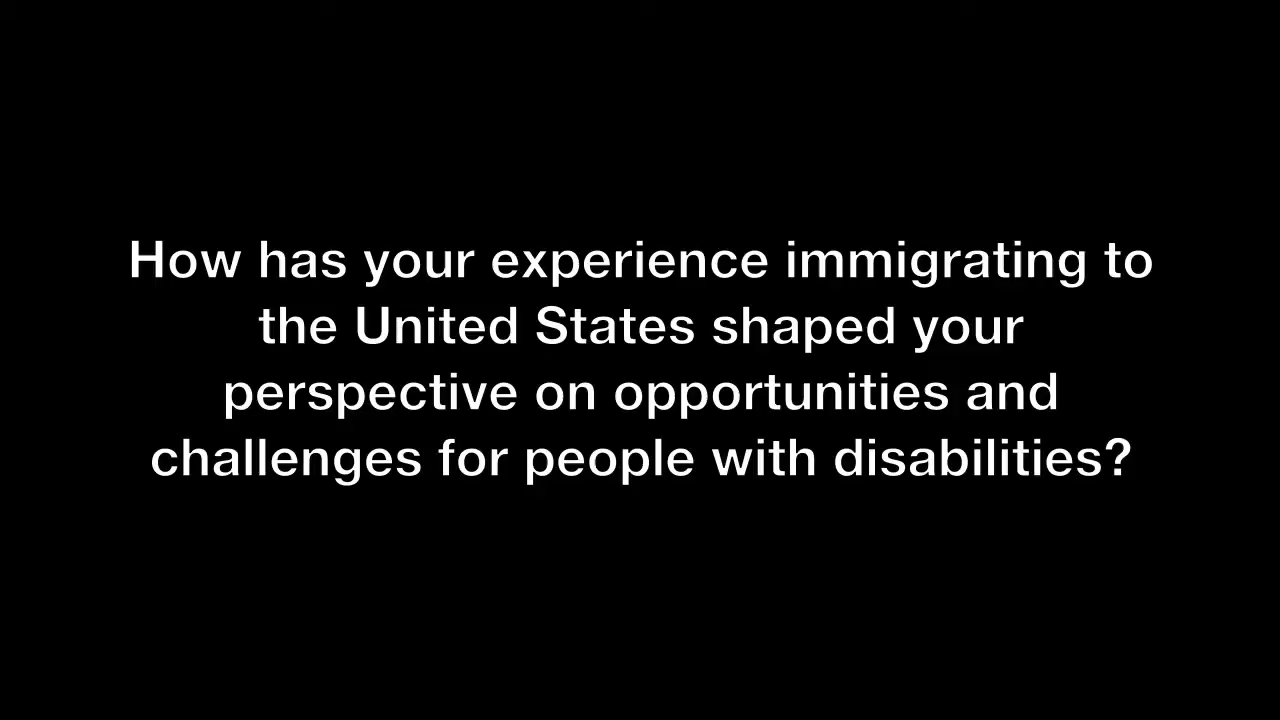 How has your experience immigrating to
the United States shaped your
perspective on opportunities and
challenges for people with disabilities?